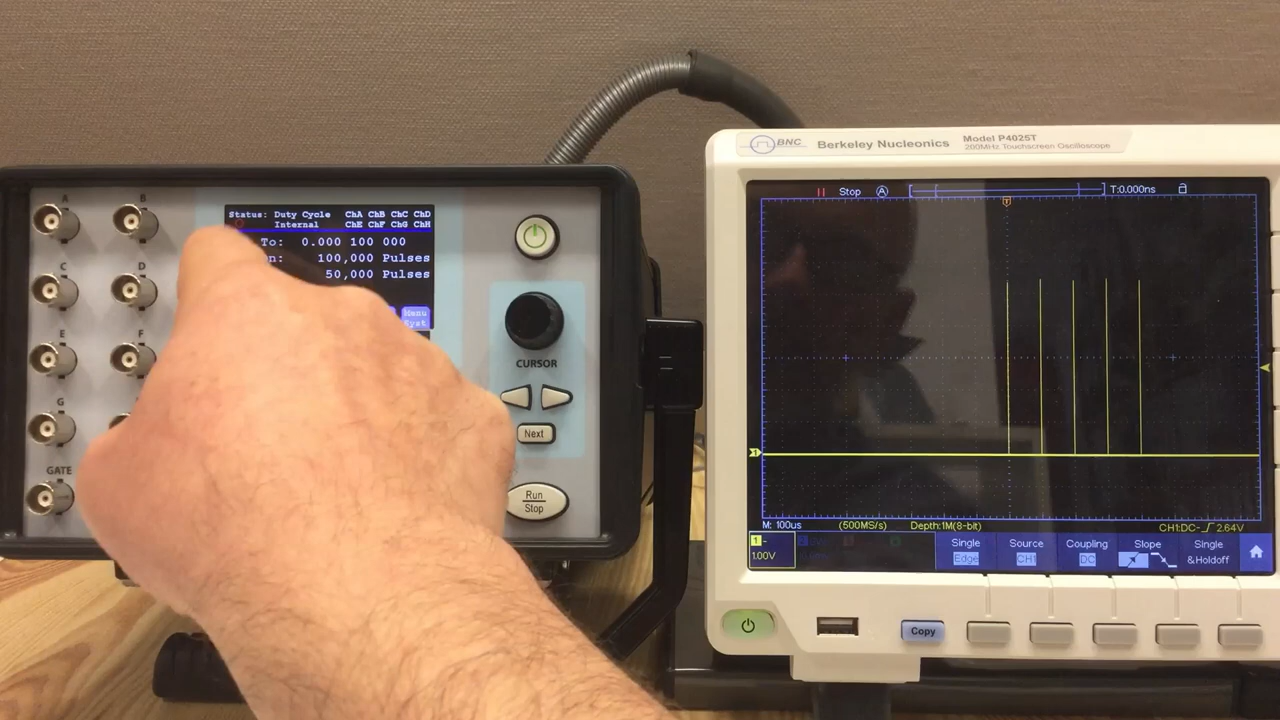 A
B
C
D
E
F
G
GATE
Status: Duty Cycle ChA ChB ChC ChD
Internal ChE ChF ChG ChH
To: 0.000 100 000
100,000 Pulses
50,000 Pulses
Menu
CURSOR
Next
Run
Stop
BNC Berkeley Nucleonics
Model P4025T
200MHz Touchscreen Oscilloscope
Stop A T T:0.000ns
1
M: 100us (500MS/s) Depth:1M(8-bit) CH1:DC- 2.64V
1
1.00V
Single
Edge
Source
CH1
Coupling
DC
Slope
Single
&Holdoff
Copy